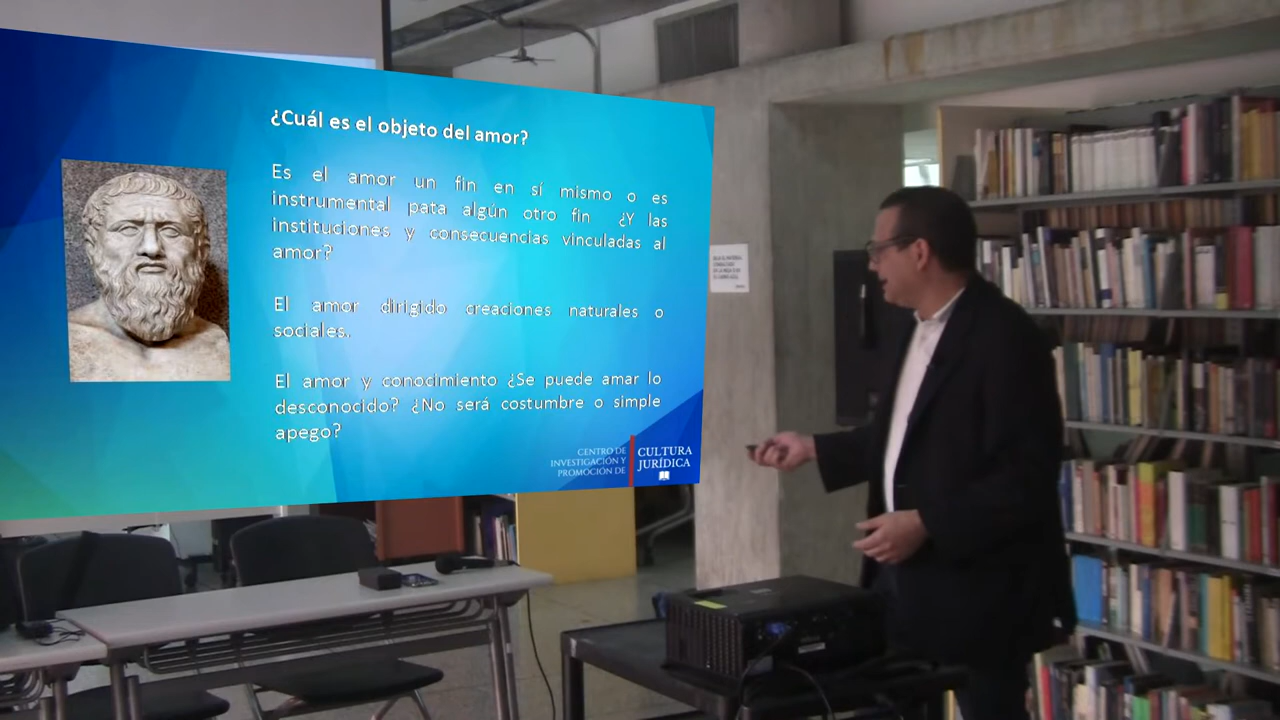 ¿Cuál es el objeto del amor?
Es el amor un fin en sí mismo o es
instrumental pata algún otro fin ¿Y las
instituciones y consecuencias vinculadas al
amor?
El amor dirigido creaciones naturales o
sociales.
El amor y conocimiento ¿Se puede amar lo
desconocido? ¿No será costumbre o simple
apego?
CENTRO DE
INVESTIGACIÓN Y
PROMOCIÓN DE
CULTURA
JURÍDICA